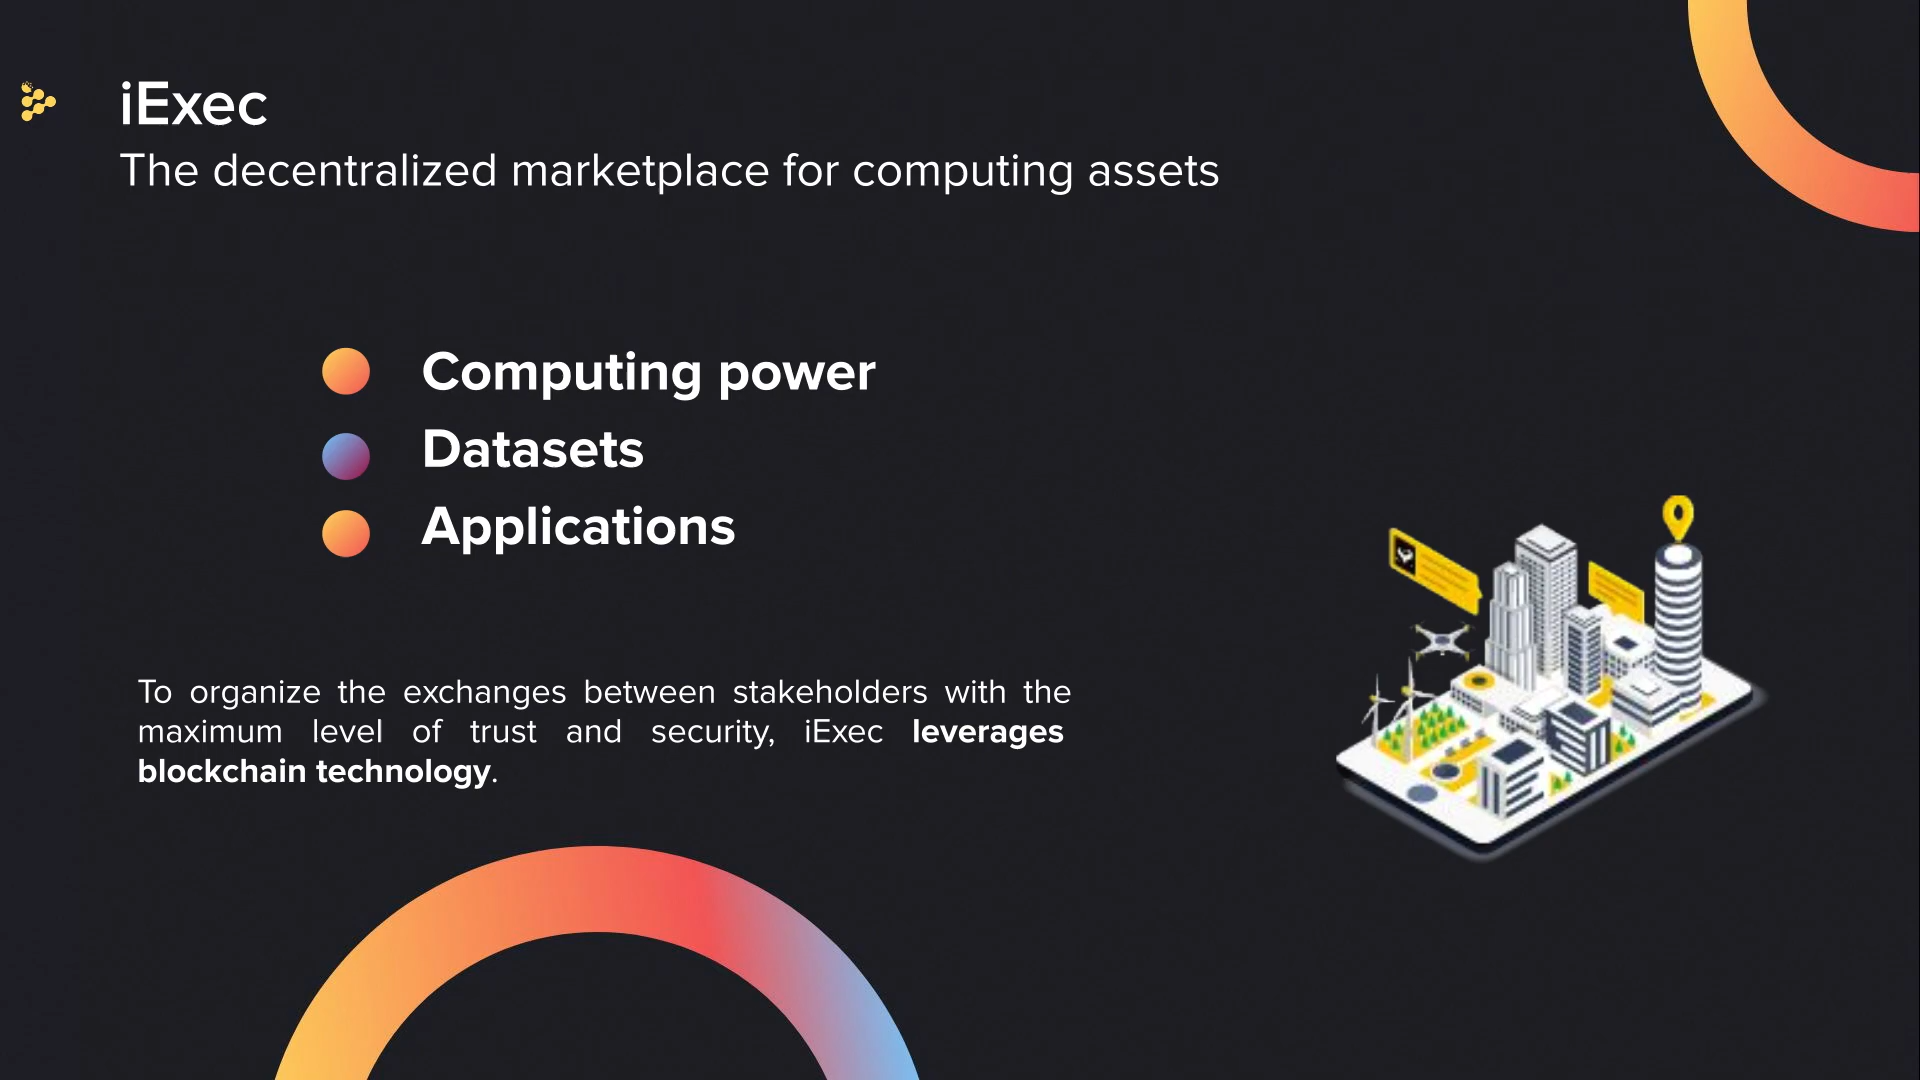 iExec
The decentralized marketplace for computing assets
Computing power
Datasets
Applications
To organize the exchanges between stakeholders with the
maximum level of trust and security, iExec leverages
blockchain technology.